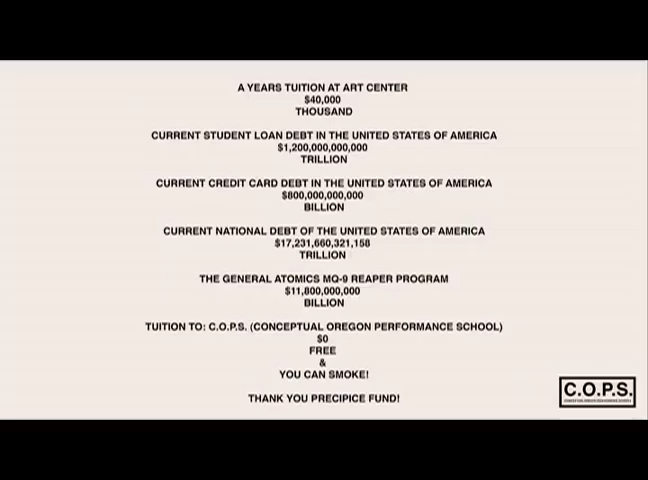 A YEARS TUITION AT ART CENTER
$40,000
THOUSAND
CURRENT STUDENT LOAN DEBT IN THE UNITED STATES OF AMERICA
$1,200,000,000,000
TRILLION
CURRENT CREDIT CARD DEBT IN THE UNITED STATES OF AMERICA
$800,000,000,000
BILLION
CURRENT NATIONAL DEBT OF THE UNITED STATES OF AMERICA
$17,231,660,321,158
TRILLION
THE GENERAL ATOMICS MQ-9 REAPER PROGRAM
$11,800,000,000
BILLION
TUITION TO: C.O.P.S. (CONCEPTUAL OREGON PERFORMANCE SCHOOL)
$0
FREE
&
YOU CAN SMOKE!
THANK YOU PRECIPICE FUND!
C.O.P.S.